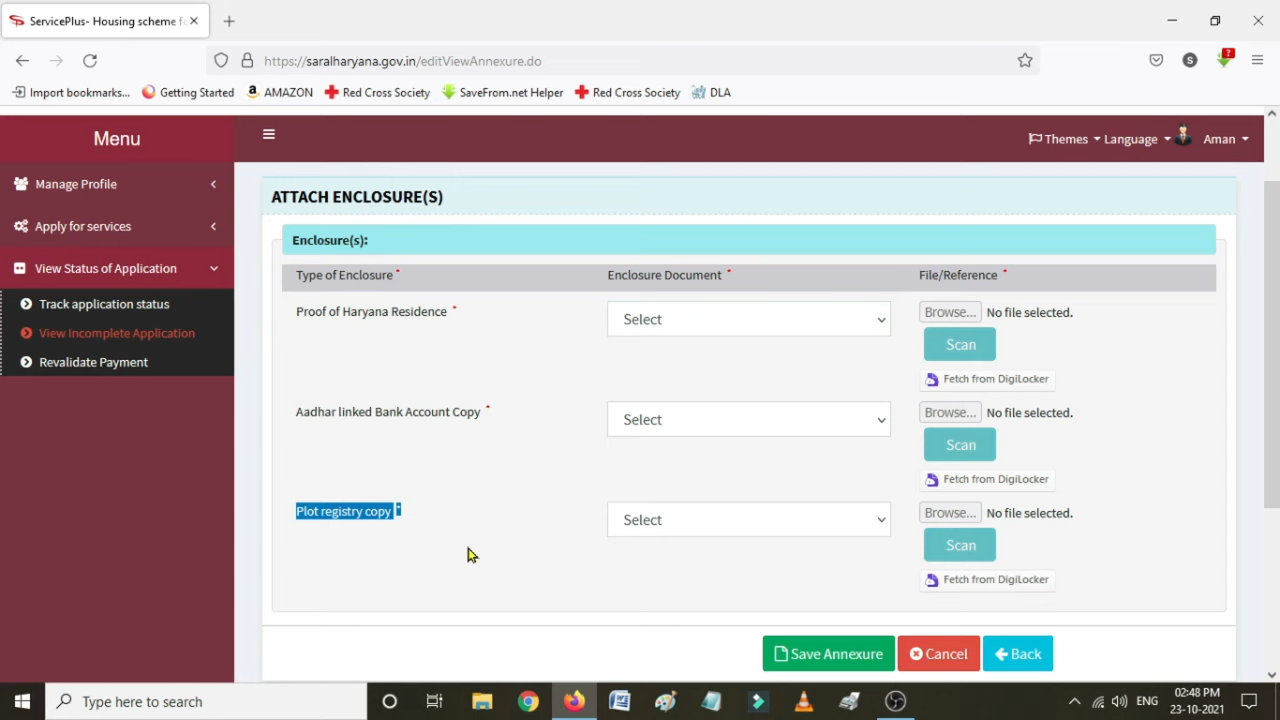 ServicePlus- Housing scheme fo
https://saralharyana.gov.in/editViewAnnexure.do
S
?
Import bookmarks... Getting Started AMAZON Red Cross Society SaveFrom.net Helper Red Cross Society DLA
Menu
Themes Language Aman
Manage Profile
Apply for services
View Status of Application
Track application status
View Incomplete Application
Revalidate Payment
ATTACH ENCLOSURE(S)
Enclosure(s):
Type of Enclosure * Enclosure Document * File/Reference *
Proof of Haryana Residence * Select Browse... No file selected.
Scan
Fetch from DigiLocker
Aadhar linked Bank Account Copy * Select Browse... No file selected.
Scan
Fetch from DigiLocker
Plot registry copy * Select Browse... No file selected.
Scan
Fetch from DigiLocker
Save Annexure Cancel Back
Type here to search
ENG
02:48 PM
23-10-2021